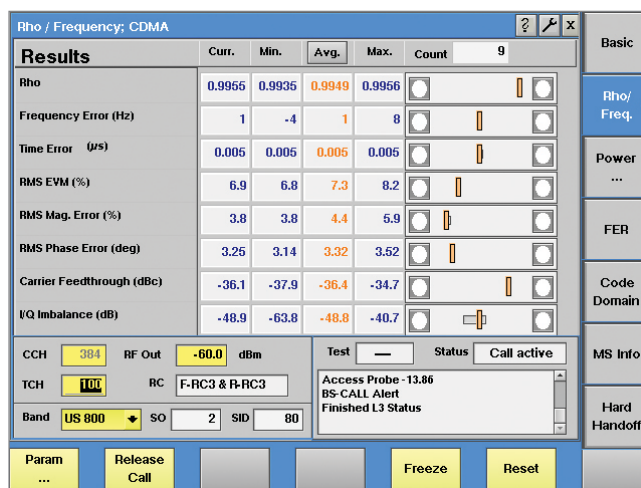 Rho / Frequency; CDMA ? x
Results Curr. Min. Avg. Max. Count 9
Rho 0.9955 0.9935 0.9949 0.9956
Frequency Error (Hz) 1 -4 1 8
Time Error (μs) 0.005 0.005 0.005 0.005
RMS EVM (%) 6.9 6.8 7.3 8.2
RMS Mag. Error (%) 3.8 3.8 4.4 5.9
RMS Phase Error (deg) 3.25 3.14 3.32 3.52
Carrier Feedthrough (dBc) -36.1 -37.9 -36.4 -34.7
I/Q Imbalance (dB) -48.9 -63.8 -48.8 -40.7
CCH 384 RF Out -60.0 dBm
TCH 100 RC F-RC3 & R-RC3
Band US 800 SO 2 SID 80
Test — Status Call active
Access Probe -13.86
BS-CALL Alert
Finished L3 Status
Param
...
Release
Call
Freeze
Reset
Basic
Rho/
Freq.
Power
...
FER
Code
Domain
MS Info
Hard
Handoff